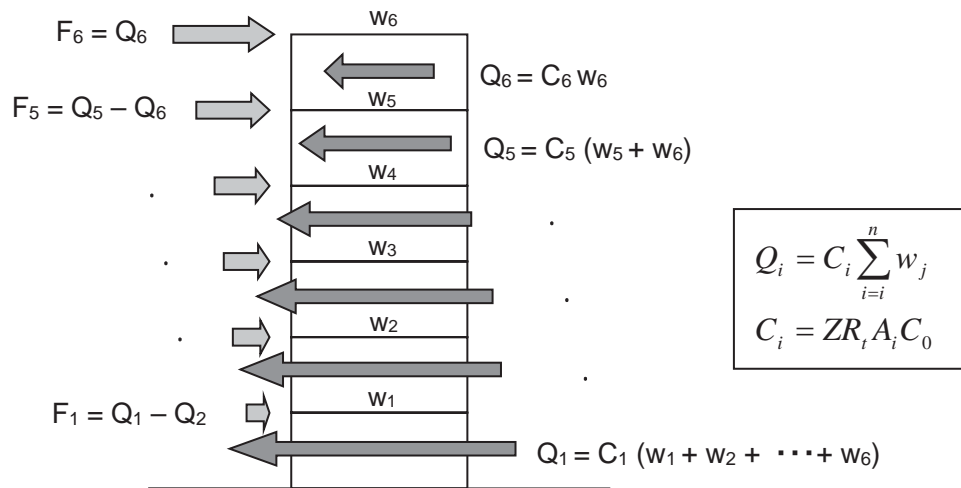 w₆
F₆ = Q₆
Q₆ = C₆ w₆
w₅
F₅ = Q₅ – Q₆
Q₅ = C₅ (w₅ + w₆)
w₄
w₃
Qᵢ = Cᵢ ∑ⁿᵢ₌ᵢ wⱼ
Cᵢ = ZRₜ Aᵢ C₀
w₂
w₁
F₁ = Q₁ – Q₂
Q₁ = C₁ (w₁ + w₂ + ··· + w₆)